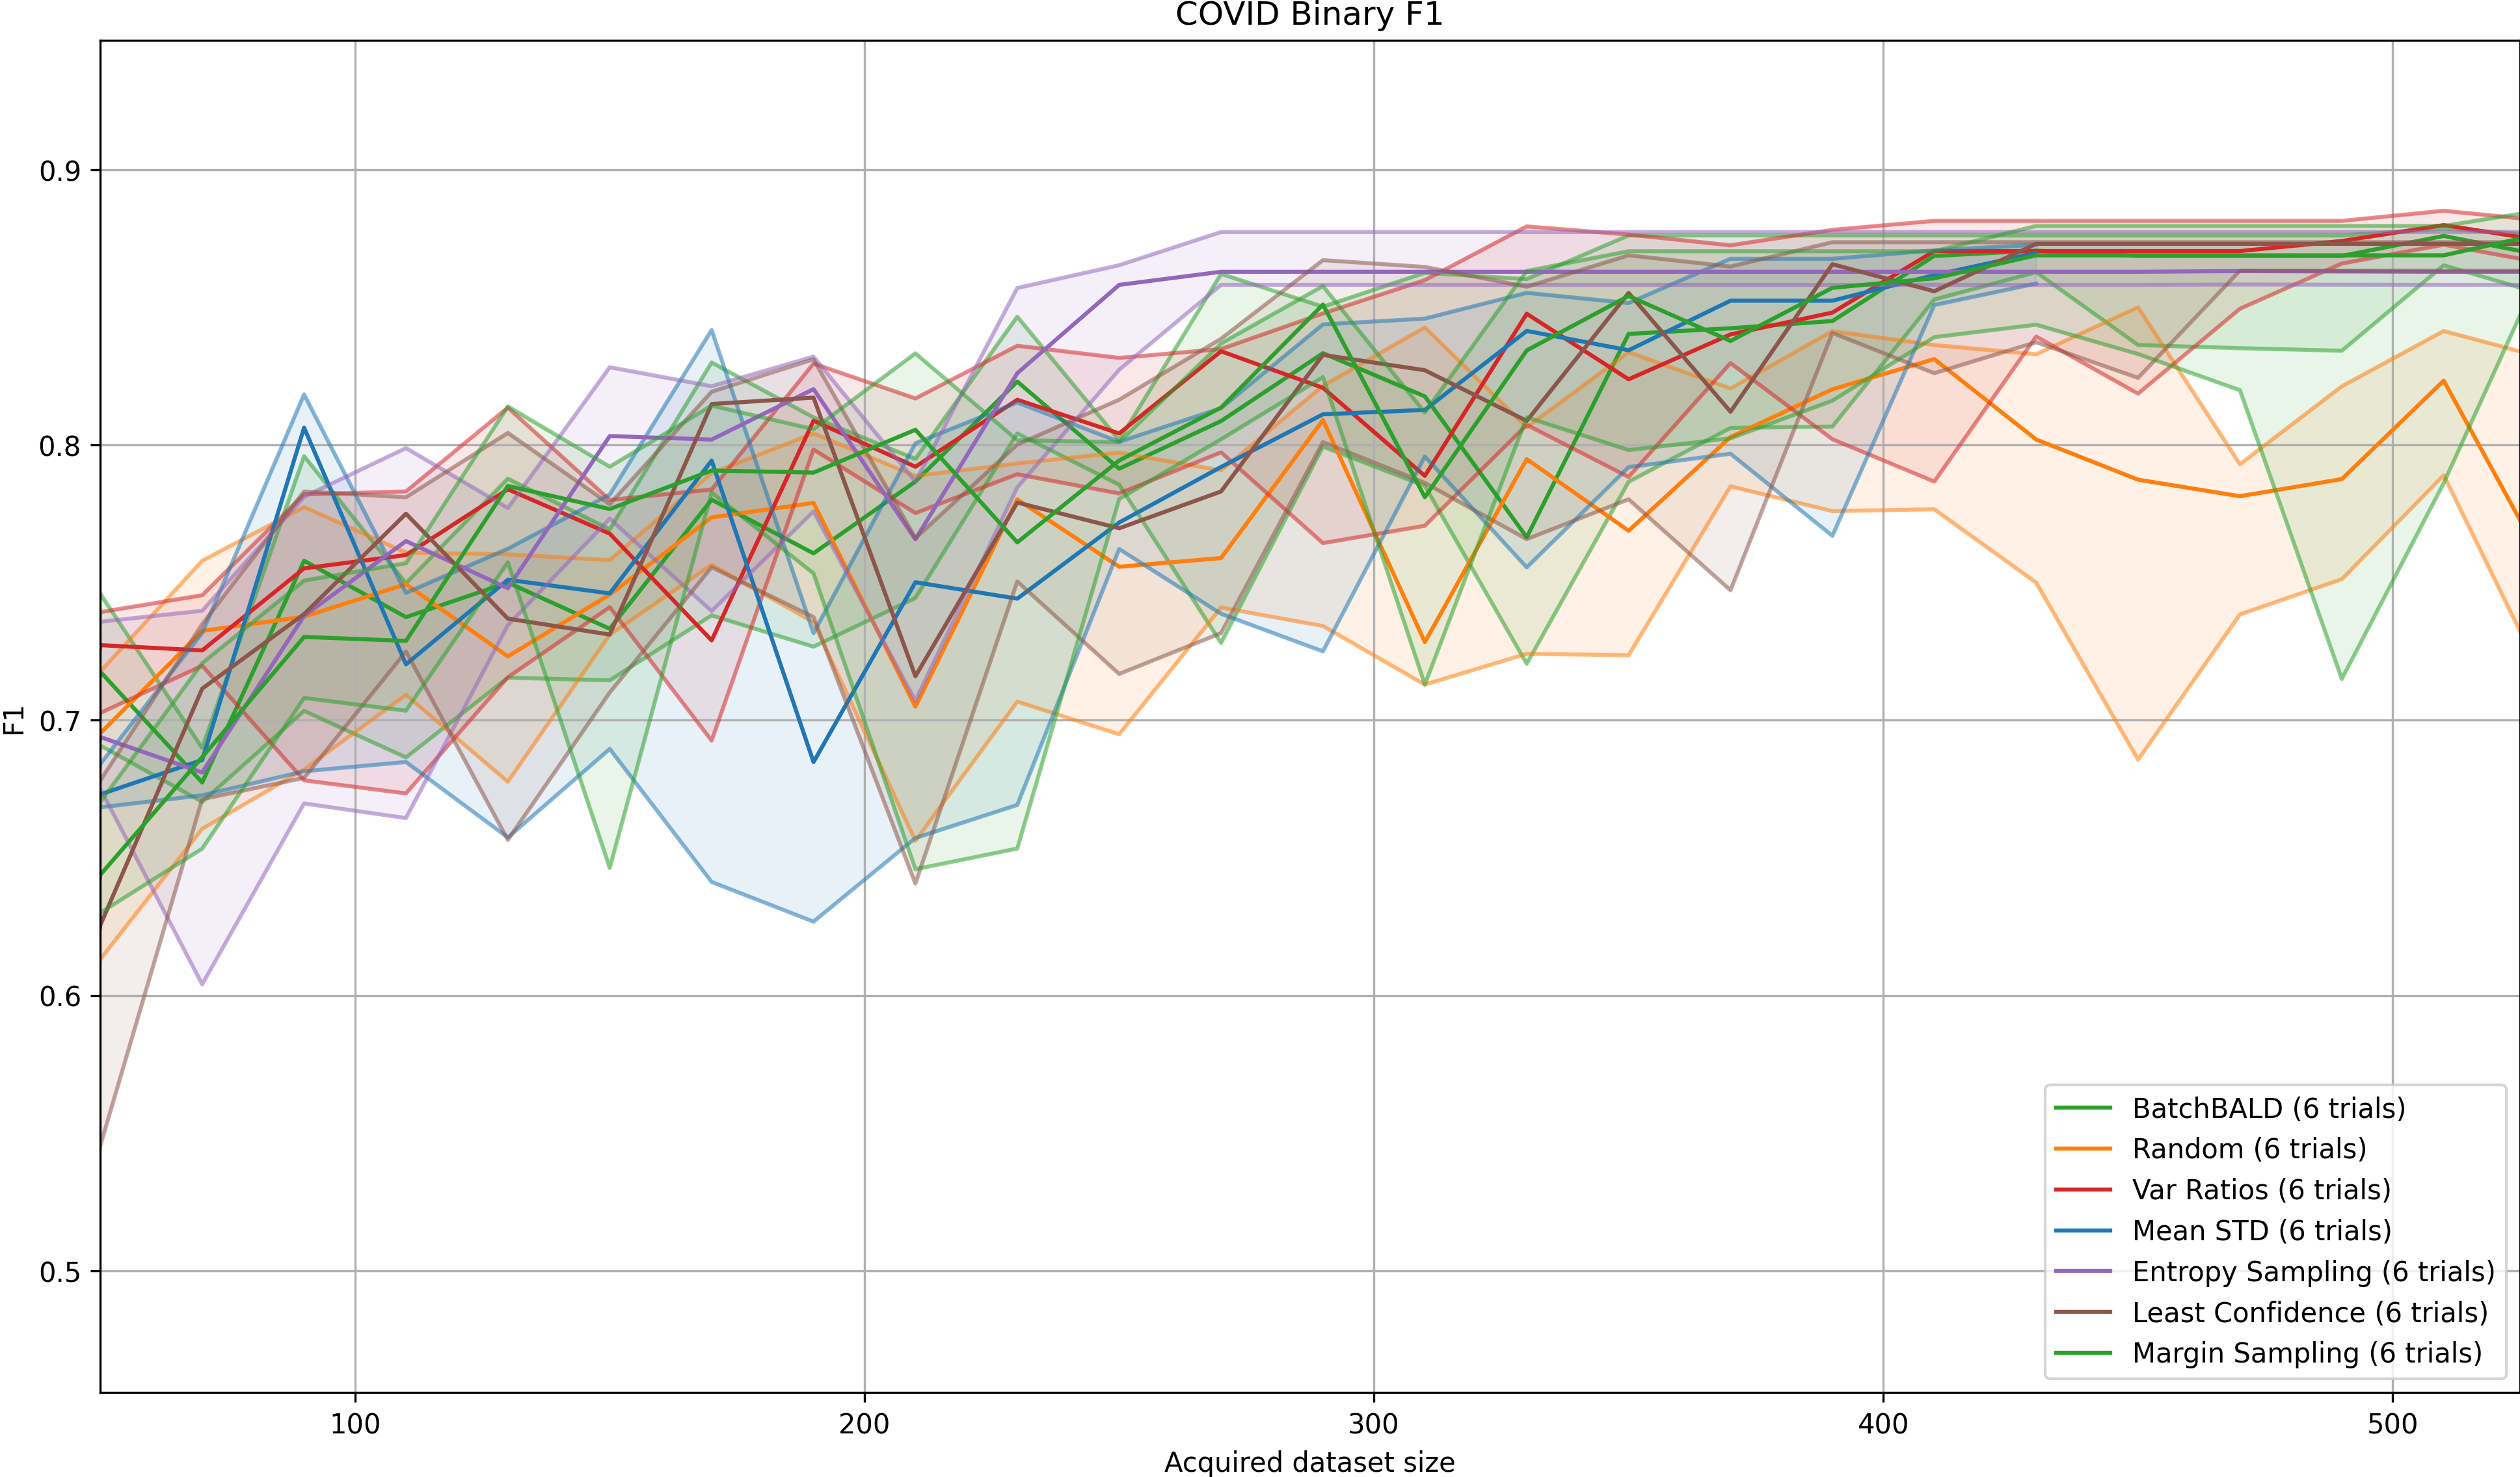 COVID Binary F1
F1
0.9
0.8
0.7
0.6
0.5
100
200
300
400
500
Acquired dataset size
BatchBALD (6 trials)
Random (6 trials)
Var Ratios (6 trials)
Mean STD (6 trials)
Entropy Sampling (6 trials)
Least Confidence (6 trials)
Margin Sampling (6 trials)